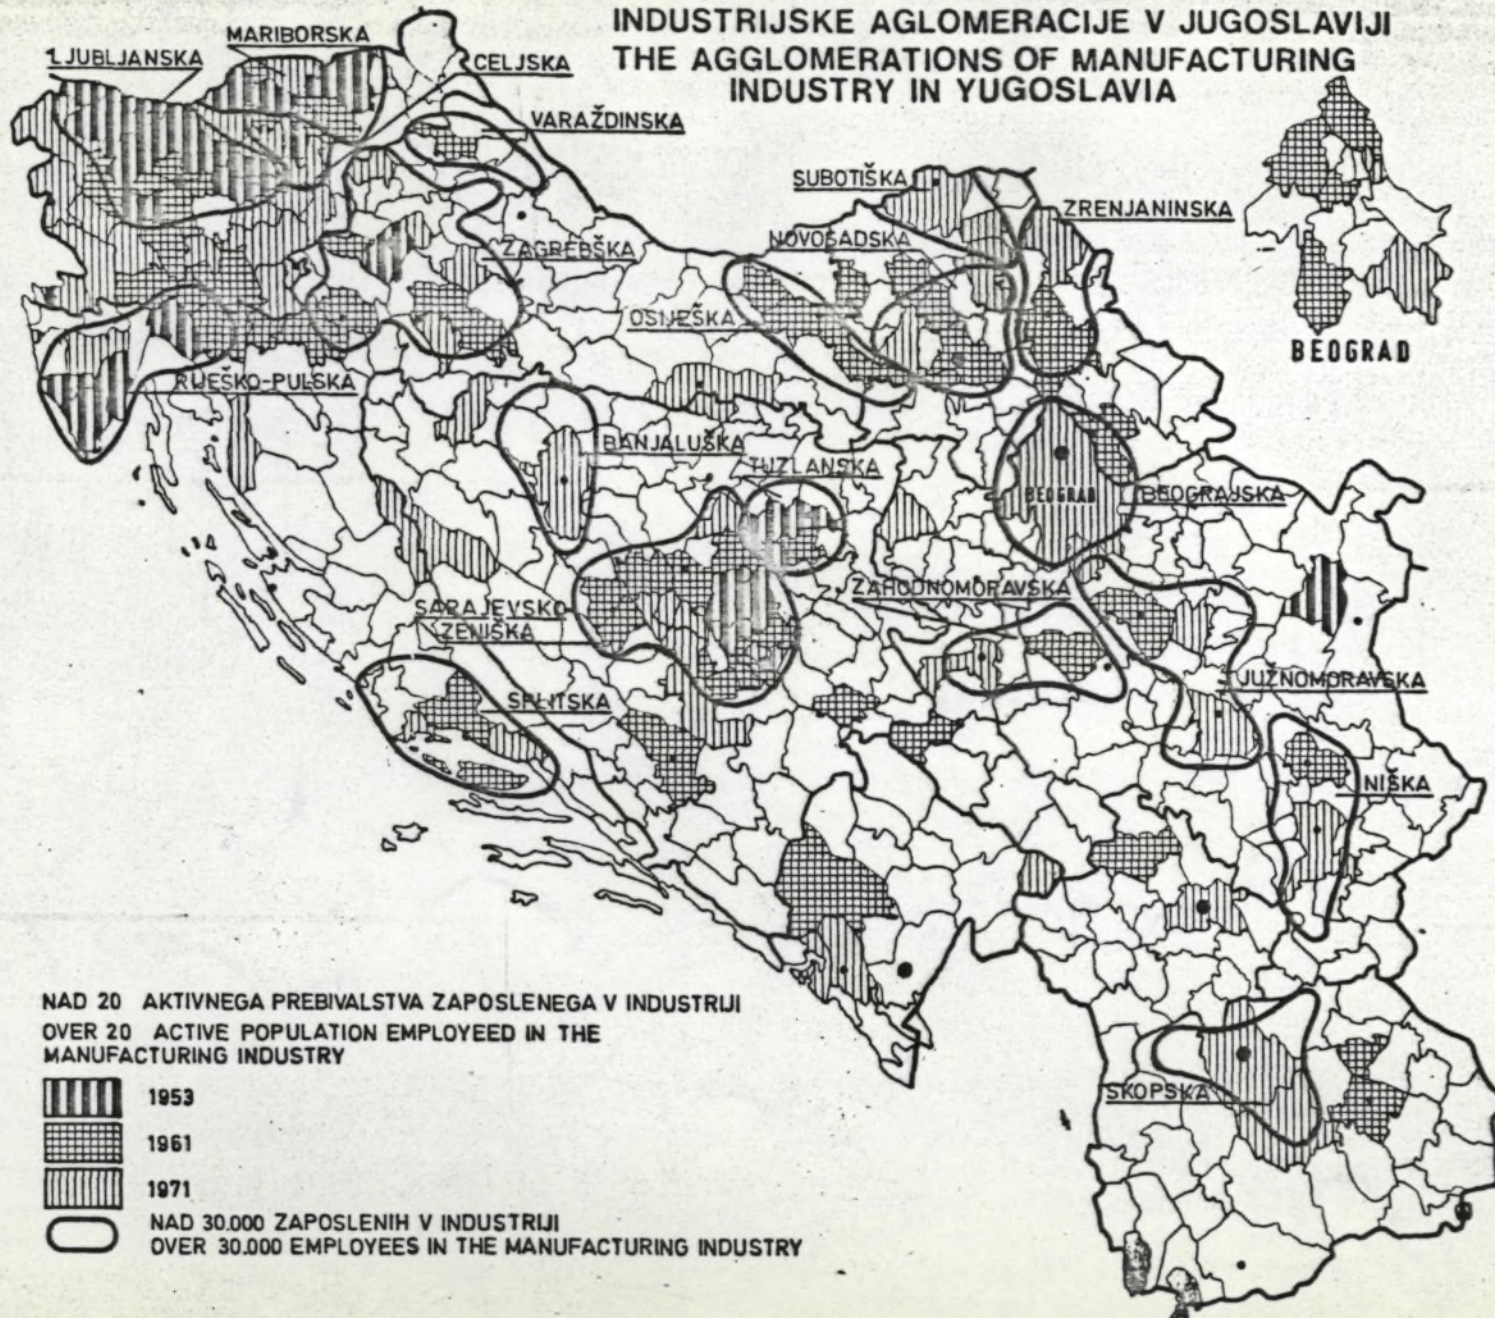 INDUSTRIJSKE AGLOMERACIJE V JUGOSLAVIJI
THE AGGLOMERATIONS OF MANUFACTURING
INDUSTRY IN YUGOSLAVIA
LJUBLJANSKA
MARIBORSKA
CELJSKA
VARAŽDINSKA
SUBOTIŠKA
ZRENJANINSKA
NOVOSADSKA
ZAGREBŠKA
OSIJEŠKA
BEOGRAD
RIJEŠKO-PULSKA
BANJALUŠKA
TUZLANSKA
BEOGRAD
BEOGRAJSKA
ZAHODNOMORAVSKA
SARAJEVSKO
ZENIŠKA
JUŽNOMORAVSKA
SPLITSKA
NIŠKA
SKOPSKA
NAD 20 AKTIVNEGA PREBIVALSTVA ZAPOSLENEGA V INDUSTRIJI
OVER 20 ACTIVE POPULATION EMPLOYEED IN THE
MANUFACTURING INDUSTRY
1953
1961
1971
NAD 30.000 ZAPOSLENIH V INDUSTRIJI
OVER 30.000 EMPLOYEES IN THE MANUFACTURING INDUSTRY